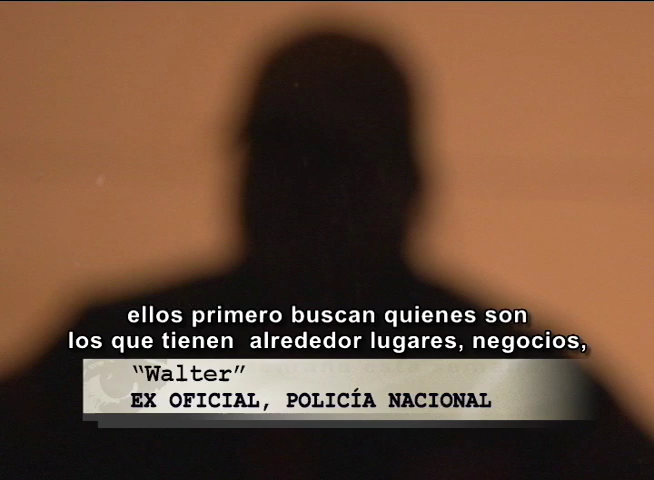 ellos primero buscan quienes son
los que tienen alrededor lugares, negocios,
"Walter"
EX OFICIAL, POLICÍA NACIONAL